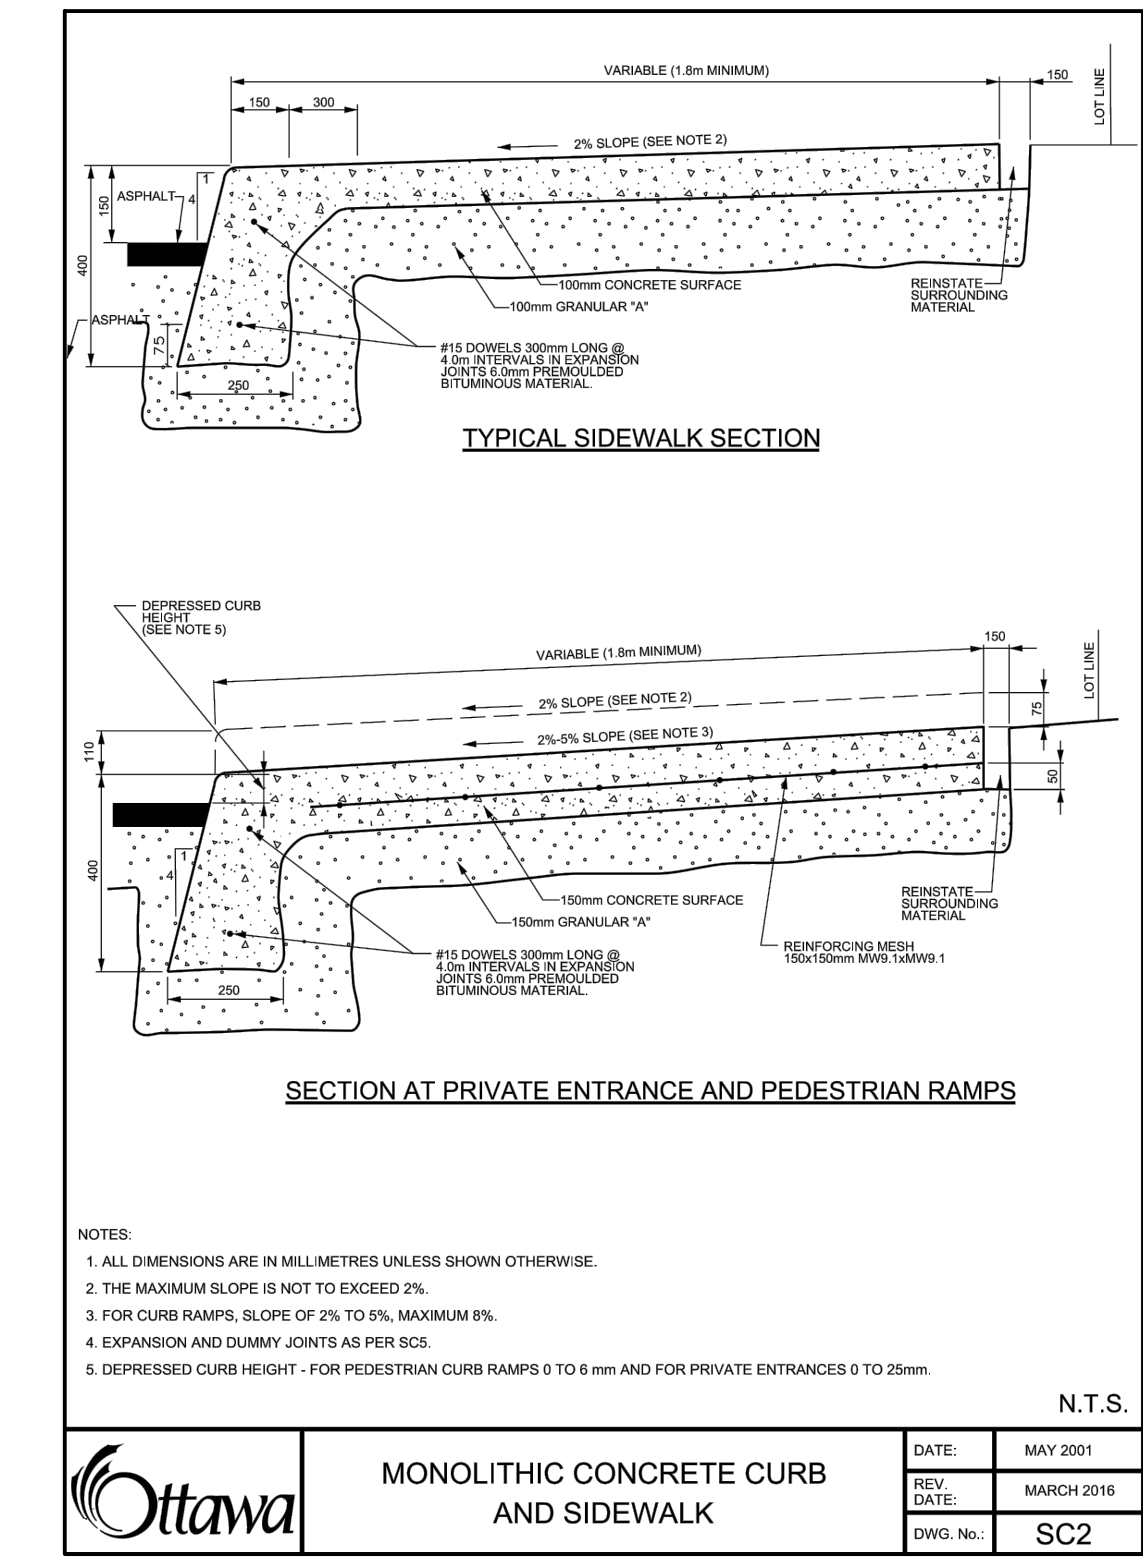 VARIABLE (1.8m MINIMUM)
150
LOT LINE
150
300
2% SLOPE (SEE NOTE 2)
1
4
ASPHALT
150
400
ASPHALT
75
250
100mm CONCRETE SURFACE
100mm GRANULAR "A"
REINSTATE
SURROUNDING
MATERIAL
#15 DOWELS 300mm LONG @
4.0m INTERVALS IN EXPANSION
JOINTS 6.0mm PREMOULDED
BITUMINOUS MATERIAL.
TYPICAL SIDEWALK SECTION
DEPRESSED CURB
HEIGHT
(SEE NOTE 5)
VARIABLE (1.8m MINIMUM)
150
LOT LINE
2% SLOPE (SEE NOTE 2)
75
2%-5% SLOPE (SEE NOTE 3)
110
50
1
4
400
150mm CONCRETE SURFACE
150mm GRANULAR "A"
REINSTATE
SURROUNDING
MATERIAL
REINFORCING MESH
150x150mm MW9.1xMW9.1
#15 DOWELS 300mm LONG @
4.0m INTERVALS IN EXPANSION
JOINTS 6.0mm PREMOULDED
BITUMINOUS MATERIAL.
250
SECTION AT PRIVATE ENTRANCE AND PEDESTRIAN RAMPS
NOTES:
1. ALL DIMENSIONS ARE IN MILLIMETRES UNLESS SHOWN OTHERWISE.
2. THE MAXIMUM SLOPE IS NOT TO EXCEED 2%.
3. FOR CURB RAMPS, SLOPE OF 2% TO 5%, MAXIMUM 8%.
4. EXPANSION AND DUMMY JOINTS AS PER SC5.
5. DEPRESSED CURB HEIGHT - FOR PEDESTRIAN CURB RAMPS 0 TO 6 mm AND FOR PRIVATE ENTRANCES 0 TO 25mm.
N.T.S.
Ottawa
MONOLITHIC CONCRETE CURB
AND SIDEWALK
DATE: MAY 2001
REV.
DATE: MARCH 2016
DWG. No.: SC2